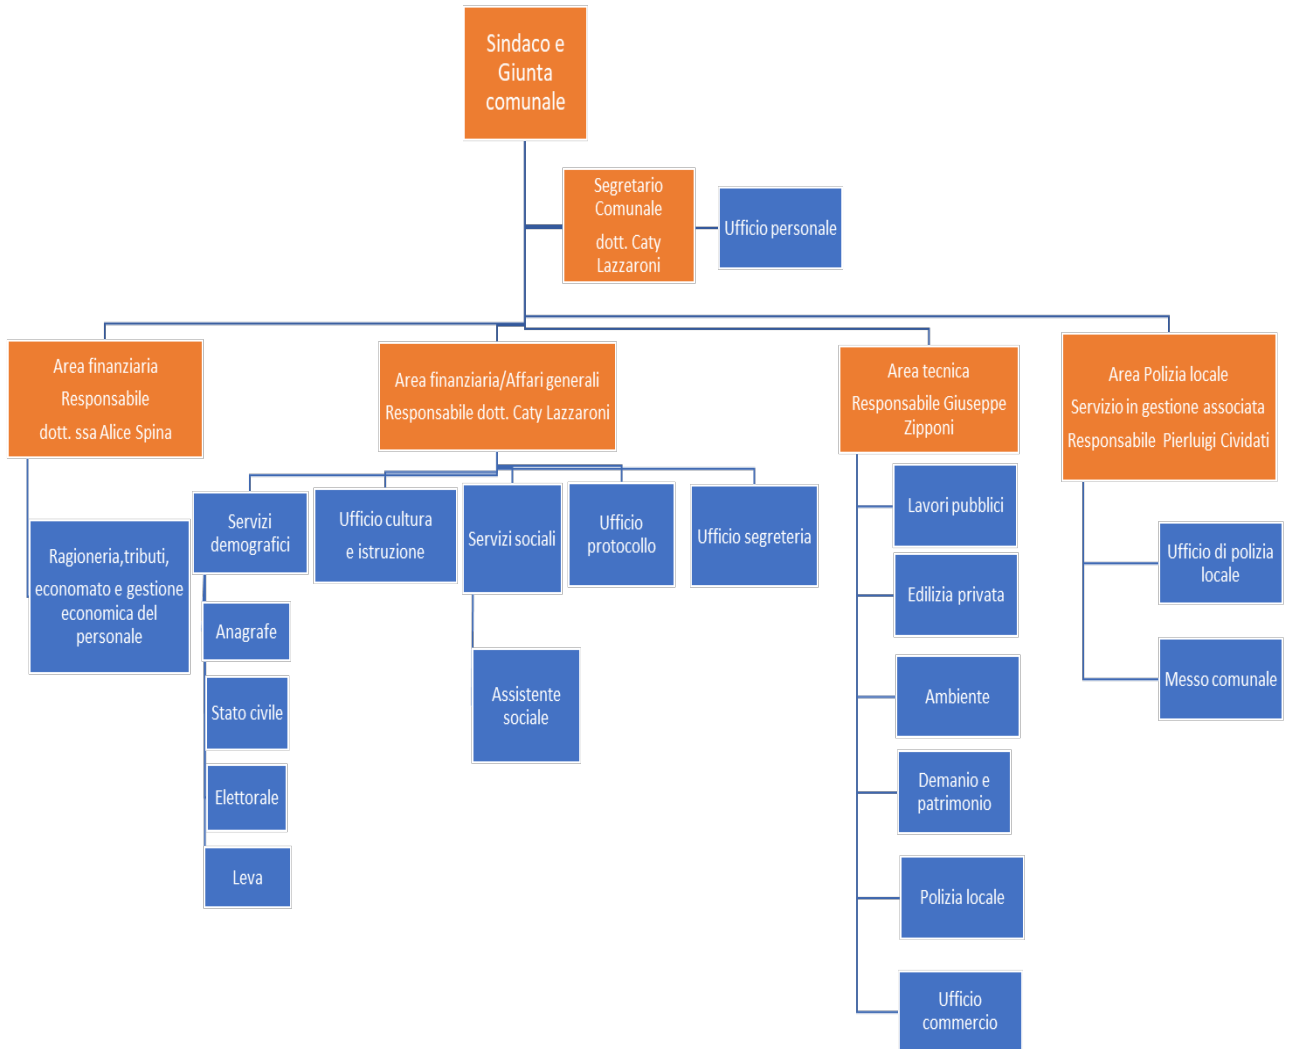 Sindaco e
Giunta
comunale
Segretario
Comunale
dott. Caty
Lazzaroni
Ufficio personale
Area finanziaria
Responsabile
dott. ssa Alice Spina
Area finanziaria/Affari generali
Responsabile dott. Caty Lazzaroni
Area tecnica
Responsabile Giuseppe
Zipponi
Area Polizia locale
Servizio in gestione associata
Responsabile Pierluigi Cividati
Ragioneria,tributi,
economato e gestione
economica del
personale
Servizi
demografici
Anagrafe
Stato civile
Elettorale
Leva
Ufficio cultura
e istruzione
Servizi sociali
Assistente
sociale
Ufficio
protocollo
Ufficio segreteria
Lavori pubblici
Edilizia privata
Ambiente
Demanio e
patrimonio
Polizia locale
Ufficio
commercio
Ufficio di polizia
locale
Messo comunale